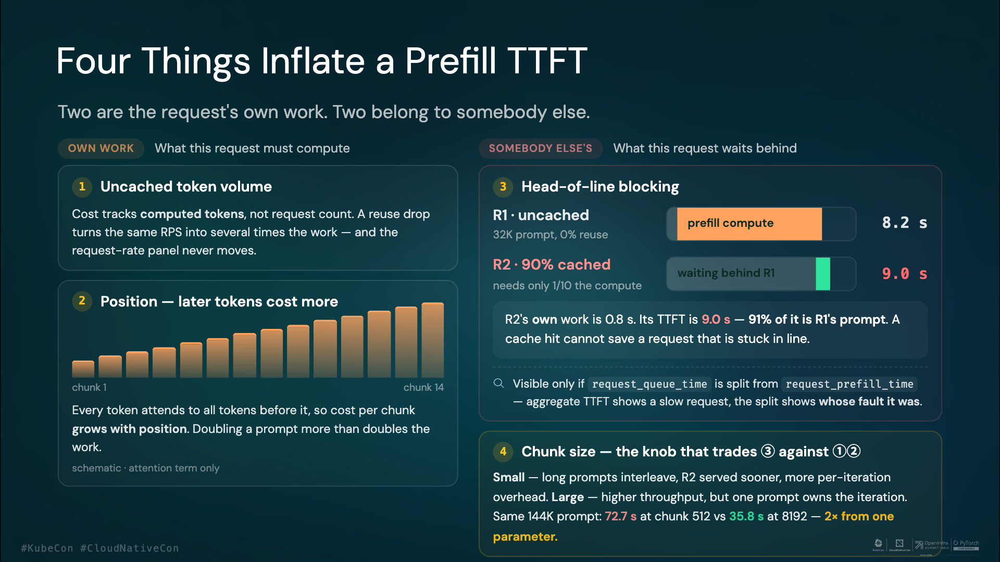 Four Things Inflate a Prefill TTFT
Two are the request's own work. Two belong to somebody else.
OWN WORK What this request must compute
1 Uncached token volume
Cost tracks computed tokens, not request count. A reuse drop
turns the same RPS into several times the work — and the
request-rate panel never moves.
2 Position — later tokens cost more
chunk 1
chunk 14
Every token attends to all tokens before it, so cost per chunk
grows with position. Doubling a prompt more than doubles the
work.
schematic · attention term only
SOMEBODY ELSE'S What this request waits behind
3 Head-of-line blocking
R1 · uncached
32K prompt, 0% reuse
prefill compute
8.2 s
R2 · 90% cached
needs only 1/10 the compute
waiting behind R1
9.0 s
R2's own work is 0.8 s. Its TTFT is 9.0 s — 91% of it is R1's prompt. A
cache hit cannot save a request that is stuck in line.
Visible only if request_queue_time is split from request_prefill_time
— aggregate TTFT shows a slow request, the split shows whose fault it was.
4 Chunk size — the knob that trades ③ against ①②
Small — long prompts interleave, R2 served sooner, more per-iteration
overhead. Large — higher throughput, but one prompt owns the iteration.
Same 144K prompt: 72.7 s at chunk 512 vs 35.8 s at 8192 — 2× from one
parameter.
#KubeCon #CloudNativeCon
KubeCon
CloudNativeCon
OpenInfra
SUMMIT ASIA
PyTorch
CONFERENCE